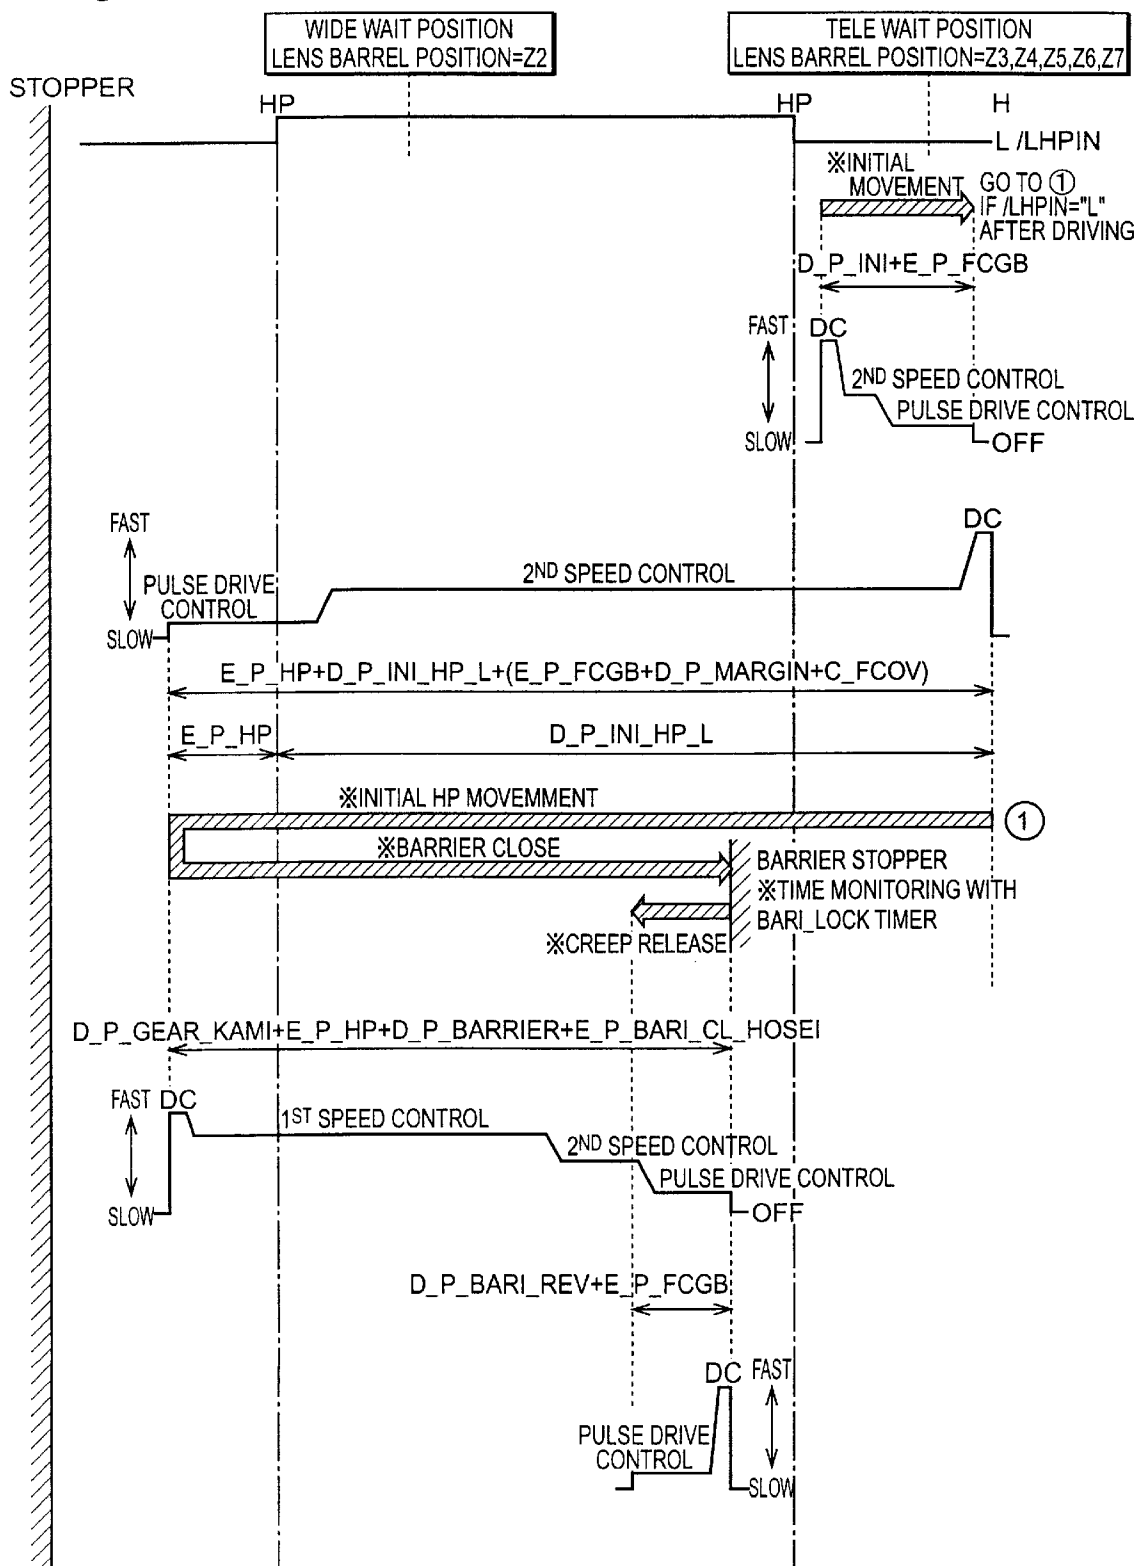 WIDE WAIT POSITION
LENS BARREL POSITION=Z2
TELE WAIT POSITION
LENS BARREL POSITION=Z3,Z4,Z5,Z6,Z7
STOPPER
HP
HP
H
L /LHPIN
※INITIAL
MOVEMENT
GO TO ①
IF /LHPIN="L"
AFTER DRIVING
D_P_INI+E_P_FCGB
FAST
DC
2ND SPEED CONTROL
PULSE DRIVE CONTROL
SLOW
OFF
FAST
DC
2ND SPEED CONTROL
PULSE DRIVE
CONTROL
SLOW
E_P_HP+D_P_INI_HP_L+(E_P_FCGB+D_P_MARGIN+C_FCOV)
E_P_HP
D_P_INI_HP_L
※INITIAL HP MOVEMMENT
①
※BARRIER CLOSE
BARRIER STOPPER
※TIME MONITORING WITH
BARI_LOCK TIMER
※CREEP RELEASE
D_P_GEAR_KAMI+E_P_HP+D_P_BARRIER+E_P_BARI_CL_HOSEI
FAST
DC
1ST SPEED CONTROL
2ND SPEED CONTROL
PULSE DRIVE CONTROL
SLOW
OFF
D_P_BARI_REV+E_P_FCGB
DC
FAST
PULSE DRIVE
CONTROL
SLOW